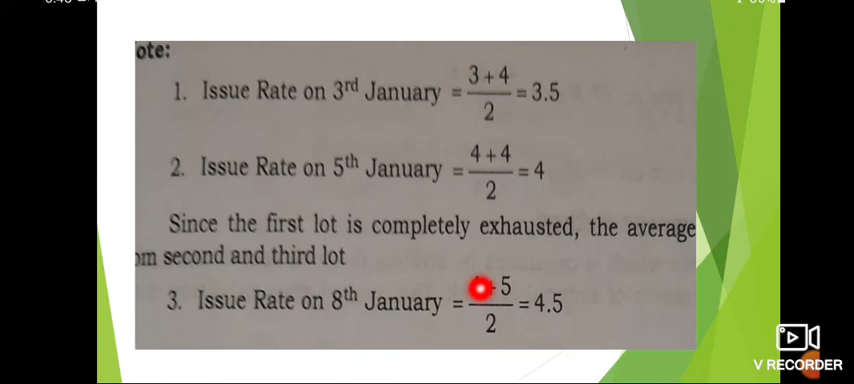 ote:
1. Issue Rate on 3rd January = 3 + 4 / 2 = 3.5
2. Issue Rate on 5th January = 4 + 4 / 2 = 4
Since the first lot is completely exhausted, the average
om second and third lot
3. Issue Rate on 8th January = + 5 / 2 = 4.5
V RECORDER